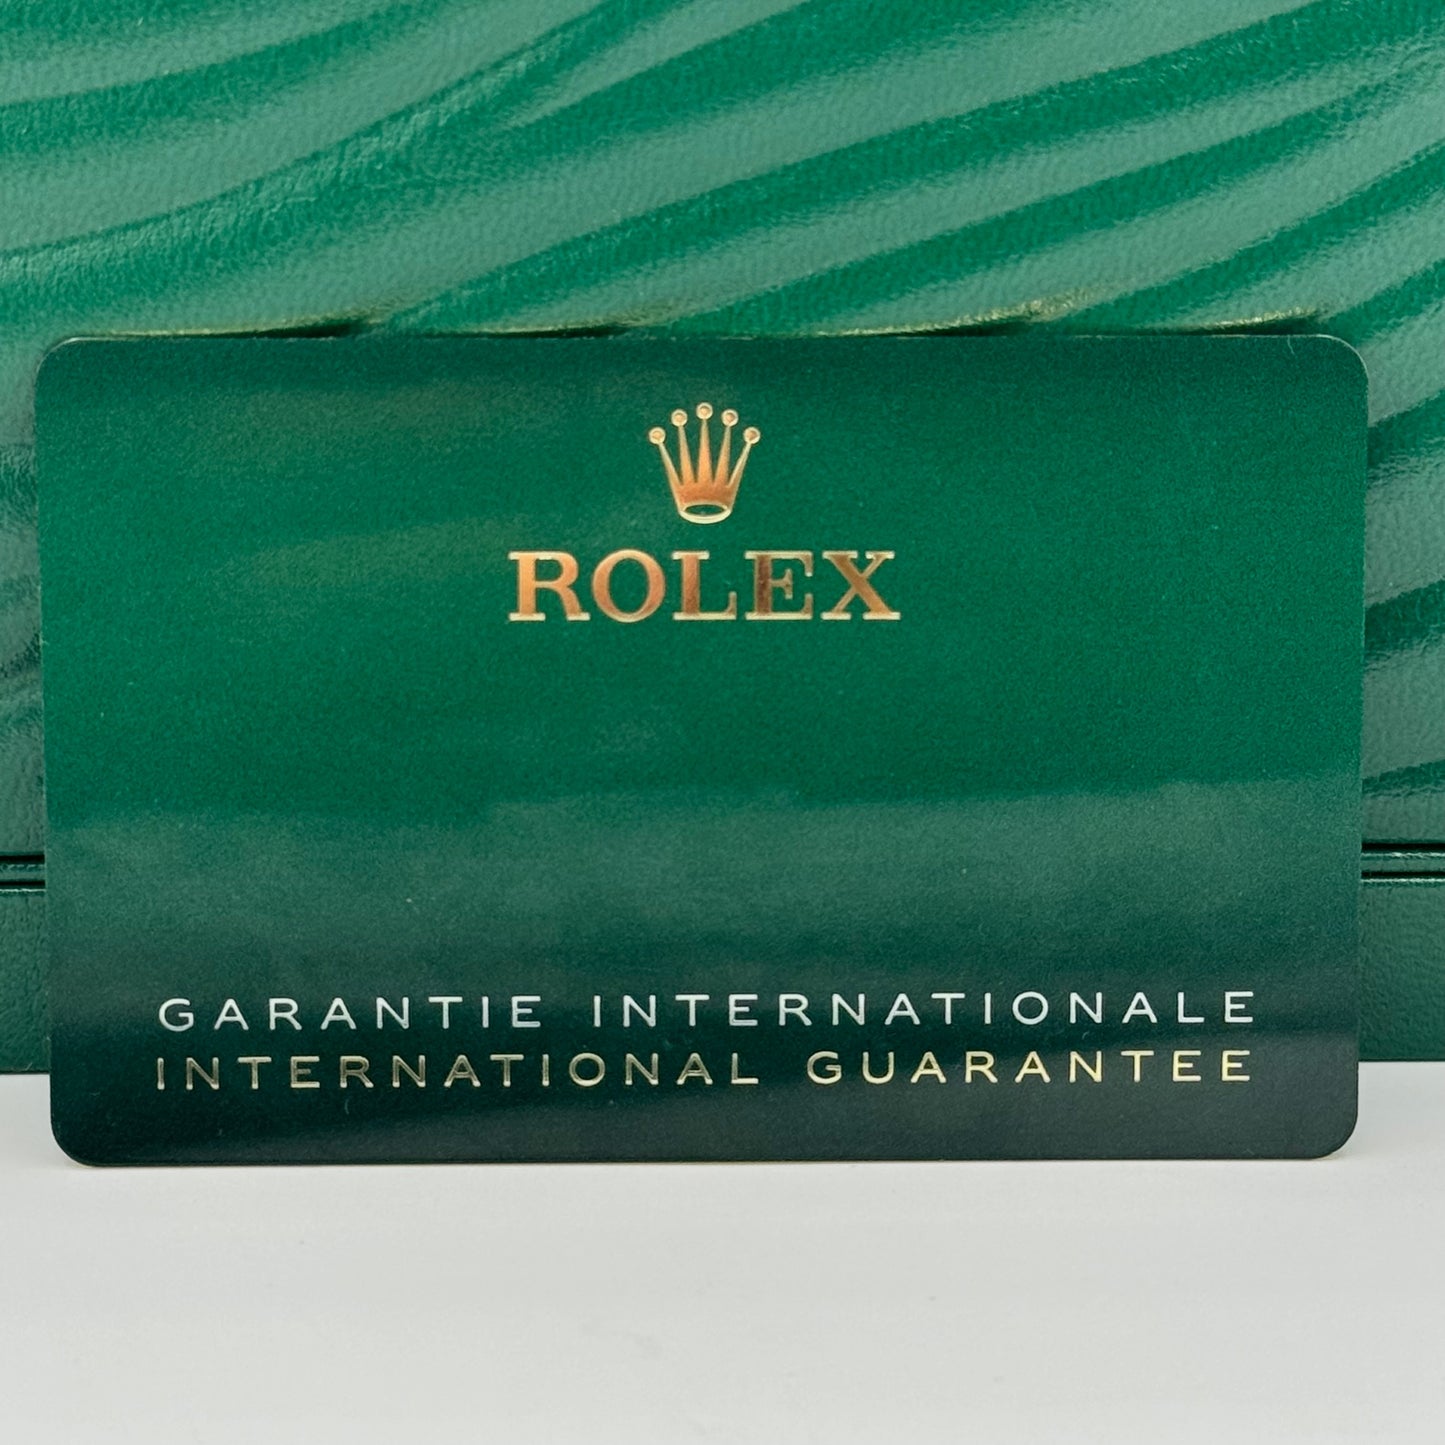 ROLEX
GARANTIE INTERNATIONALE
INTERNATIONAL GUARANTEE